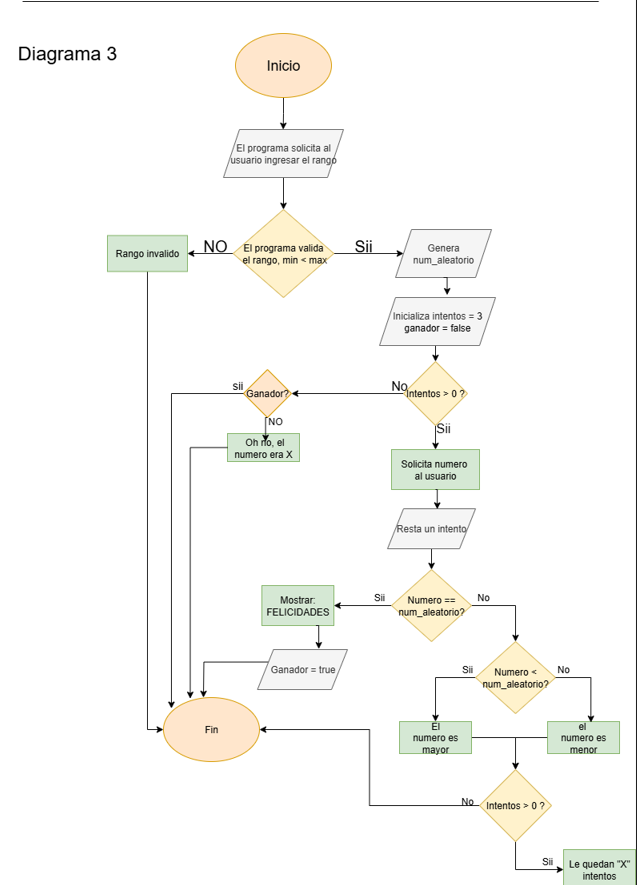 Diagrama 3
Inicio
El programa solicita al
usuario ingresar el rango
El programa valida
el rango, min < max
NO
Sii
Rango invalido
Genera
num_aleatorio
Inicializa intentos = 3
ganador = false
Intentos > 0 ?
No
Sii
Ganador?
sii
NO
Oh no, el
numero era X
Solicita numero
al usuario
Resta un intento
Numero ==
num_aleatorio?
Sii
No
Mostrar:
FELICIDADES
Ganador = true
Numero <
num_aleatorio?
Sii
No
El
numero es
mayor
el
numero es
menor
Fin
Intentos > 0 ?
No
Sii
Le quedan "X"
intentos